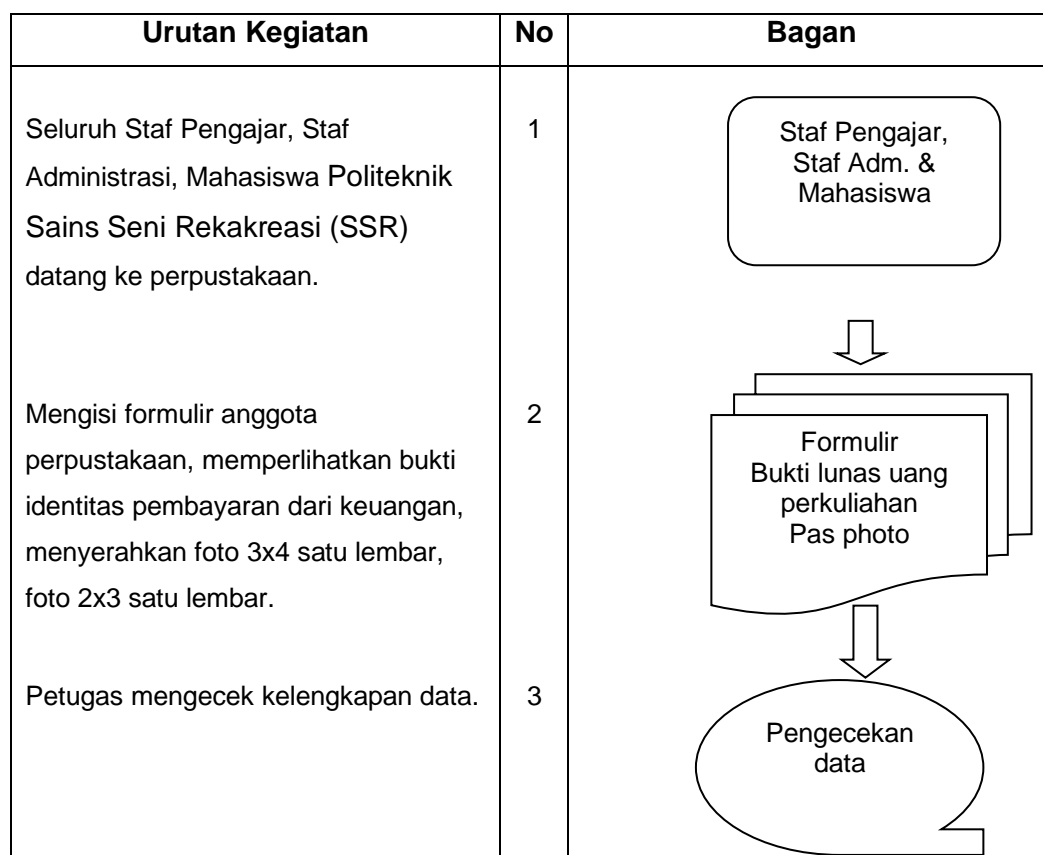 Urutan Kegiatan No Bagan
Seluruh Staf Pengajar, Staf
Administrasi, Mahasiswa Politeknik
Sains Seni Rekakreasi (SSR)
datang ke perpustakaan.
1
Staf Pengajar,
Staf Adm. &
Mahasiswa
Mengisi formulir anggota
perpustakaan, memperlihatkan bukti
identitas pembayaran dari keuangan,
menyerahkan foto 3x4 satu lembar,
foto 2x3 satu lembar.
2
Formulir
Bukti lunas uang
perkuliahan
Pas photo
Petugas mengecek kelengkapan data.
3
Pengecekan
data